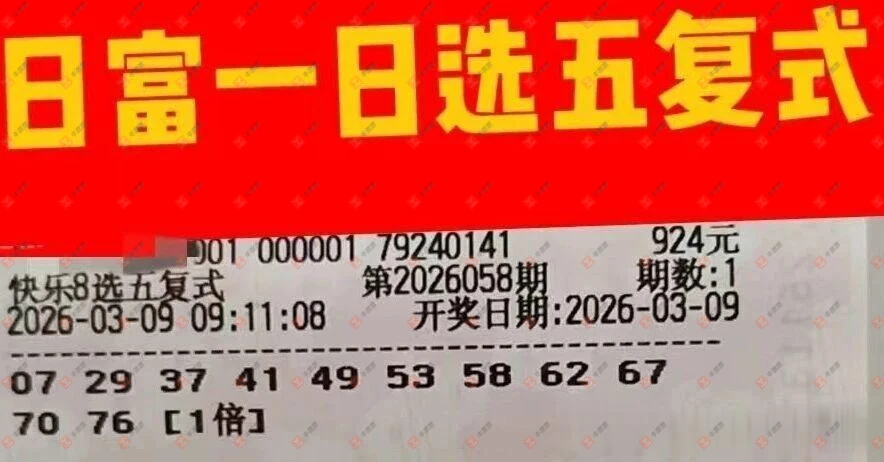 日富一日选五复式
001 000001 79240141 924元
快乐8选五复式 第2026058期 期数:1
2026-03-09 09:11:08 开奖日期:2026-03-09
07 29 37 41 49 53 58 62 67
70 76 [1倍]